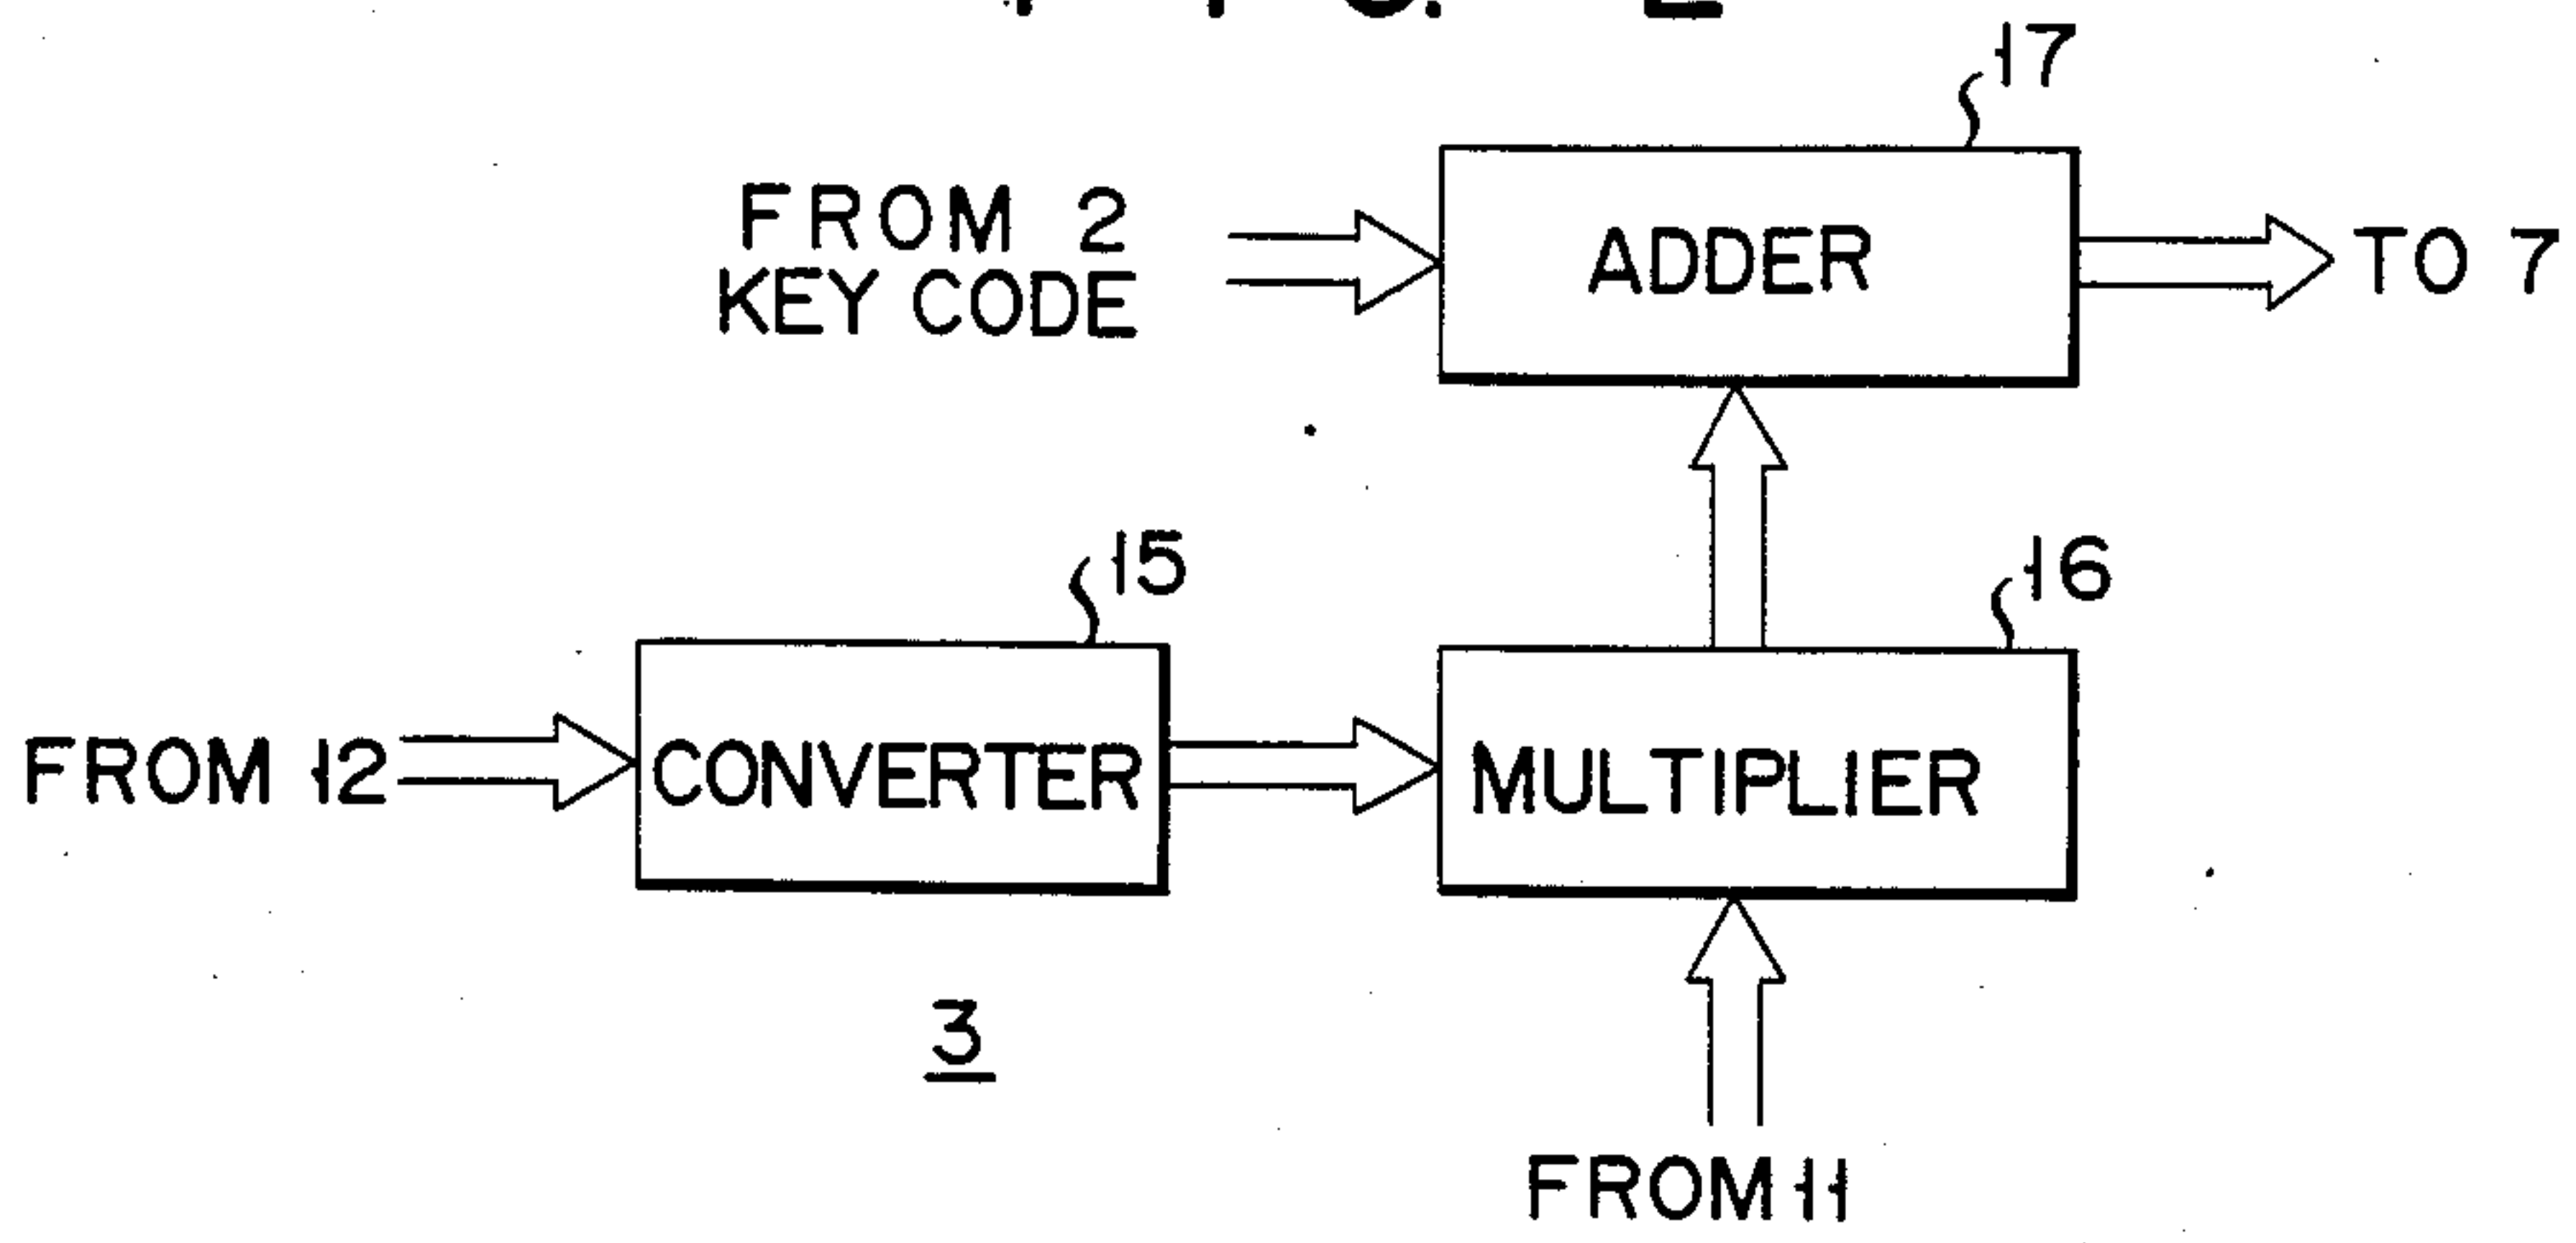 17
FROM 2
KEY CODE
ADDER
TO 7
15
16
FROM 12
CONVERTER
MULTIPLIER
3
FROM 11